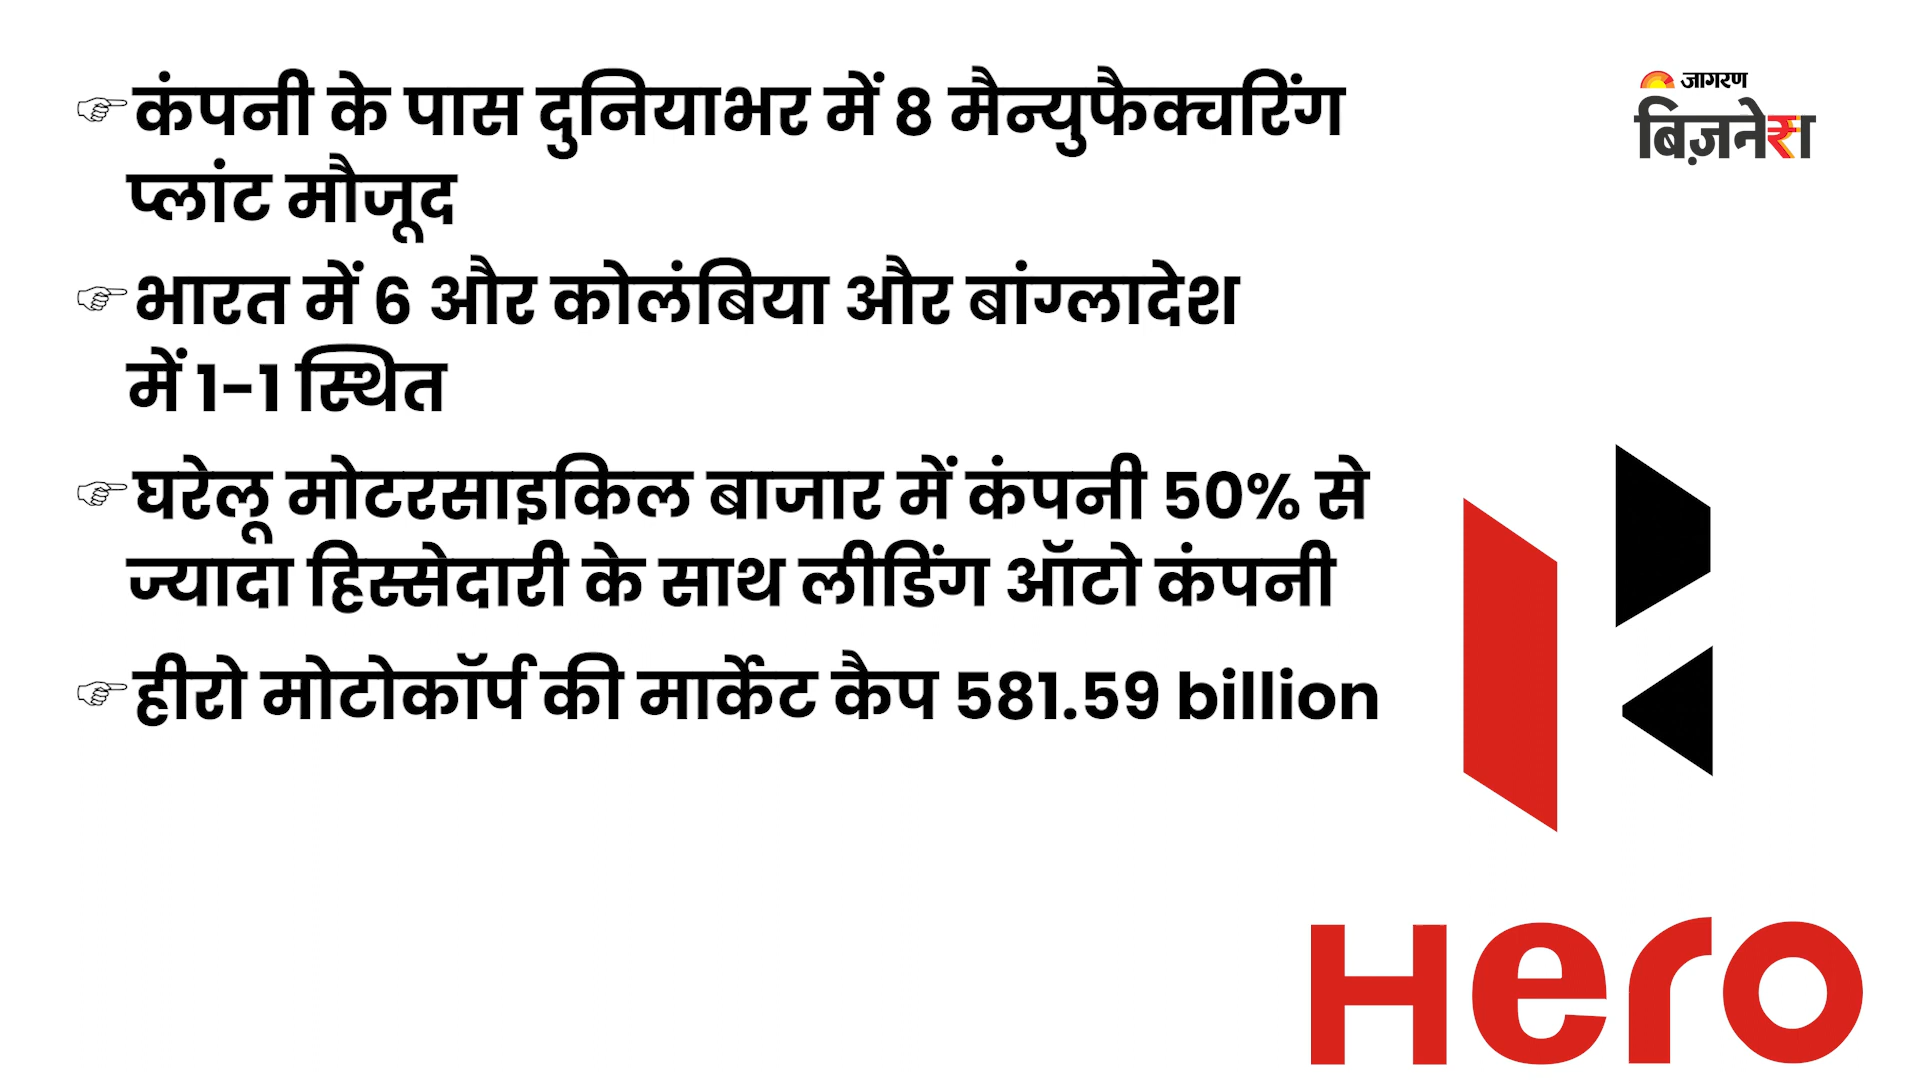 ☞कंपनी के पास दुनियाभर में 8 मैन्युफैक्चरिंग
प्लांट मौजूद
☞भारत में 6 और कोलंबिया और बांग्लादेश
में 1-1 स्थित
☞घरेलू मोटरसाइकिल बाजार में कंपनी 50% से
ज्यादा हिस्सेदारी के साथ लीडिंग ऑटो कंपनी
☞हीरो मोटोकॉर्प की मार्केट कैप 581.59 billion
जागरण
बिज़नेस
Hero